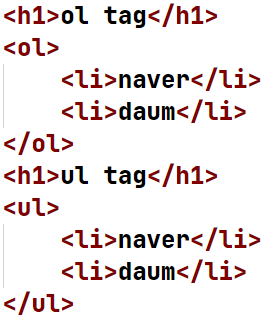 <h1>ol tag</h1>
<ol>
    <li>naver</li>
    <li>daum</li>
</ol>
<h1>ul tag</h1>
<ul>
    <li>naver</li>
    <li>daum</li>
</ul>